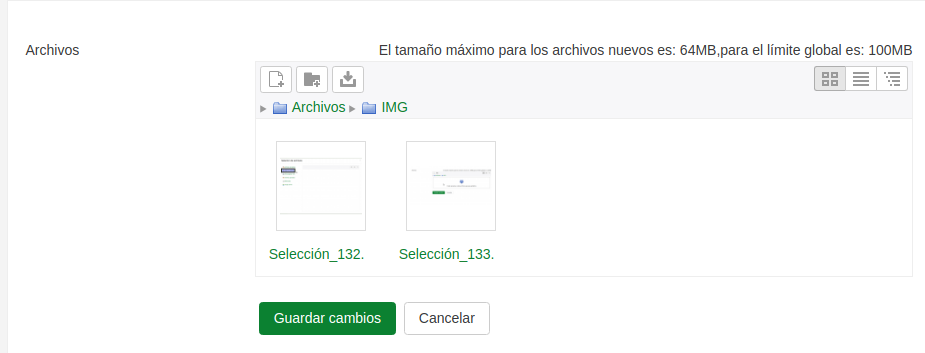 Archivos
El tamaño máximo para los archivos nuevos es: 64MB,para el límite global es: 100MB
Archivos IMG
Selección_132. Selección_133.
Guardar cambios Cancelar